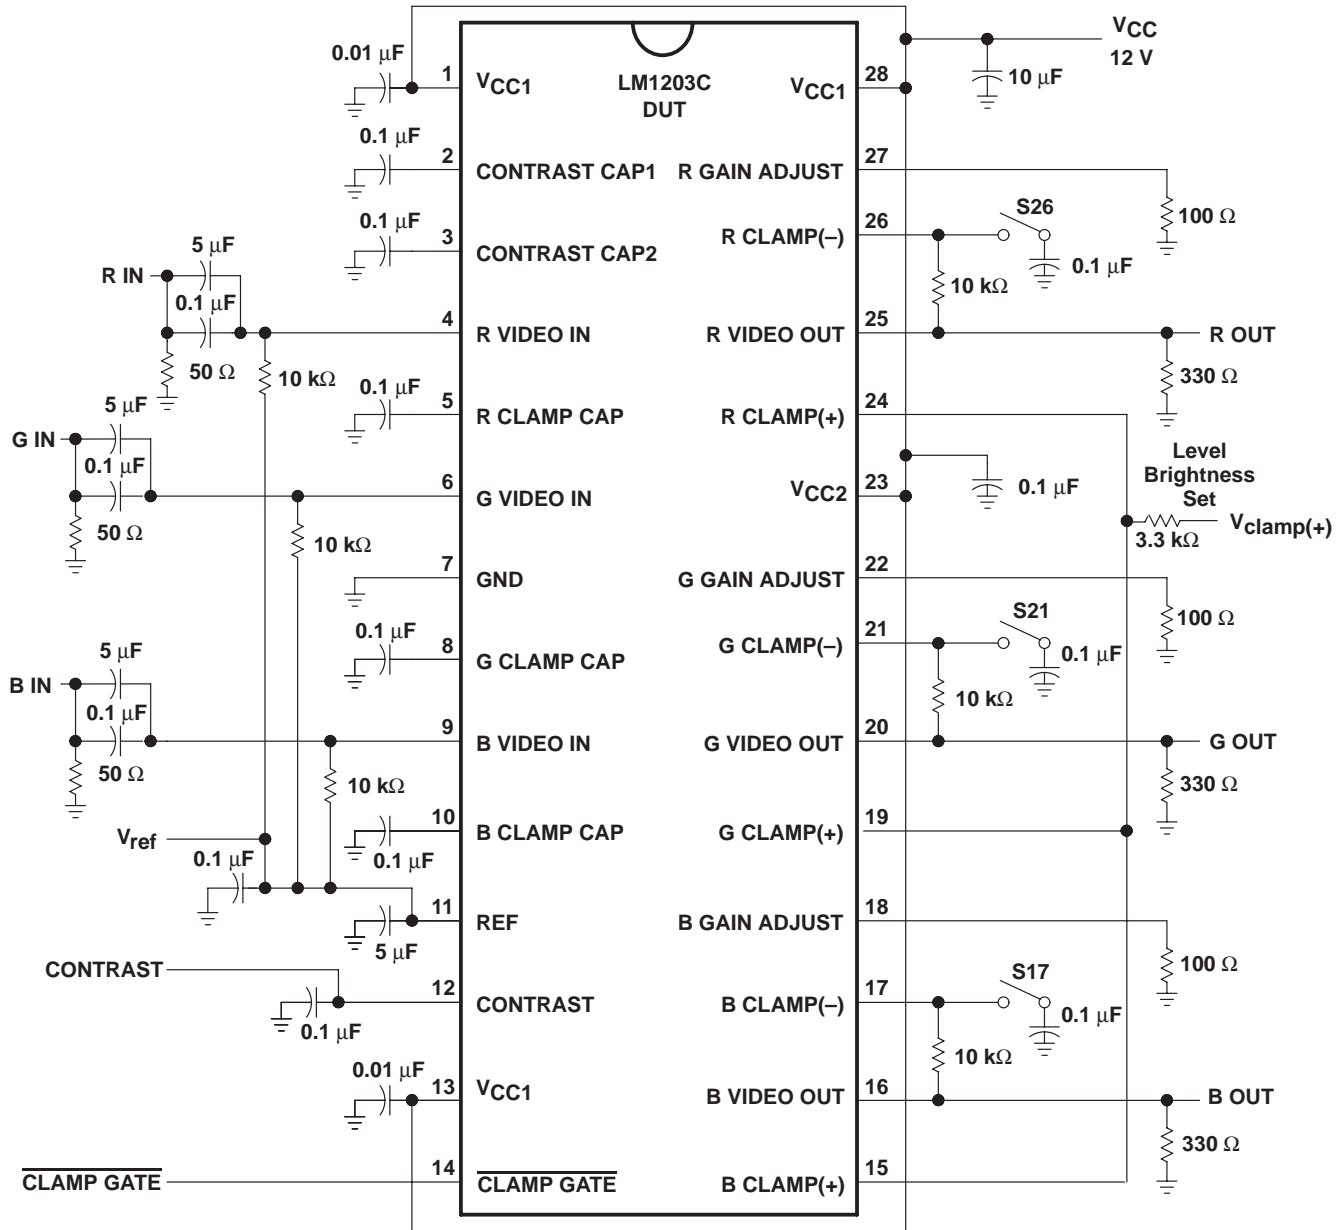 LM1203C
DUT
0.01 μF
1
VCC1
0.1 μF
2
CONTRAST CAP1
0.1 μF
3
CONTRAST CAP2
R IN
5 μF
0.1 μF
50 Ω
10 kΩ
4
R VIDEO IN
0.1 μF
5
R CLAMP CAP
G IN
5 μF
0.1 μF
50 Ω
10 kΩ
6
G VIDEO IN
7
GND
0.1 μF
8
G CLAMP CAP
B IN
5 μF
0.1 μF
50 Ω
10 kΩ
9
B VIDEO IN
10
B CLAMP CAP
0.1 μF
Vref
0.1 μF
11
REF
5 μF
CONTRAST
12
CONTRAST
0.1 μF
0.01 μF
13
VCC1
CLAMP GATE
14
CLAMP GATE
VCC
12 V
10 μF
28
VCC1
27
R GAIN ADJUST
100 Ω
26
R CLAMP(–)
S26
0.1 μF
10 kΩ
25
R VIDEO OUT
R OUT
330 Ω
24
R CLAMP(+)
Level
Brightness
Set
Vclamp(+)
3.3 kΩ
23
VCC2
0.1 μF
22
G GAIN ADJUST
100 Ω
21
G CLAMP(–)
S21
0.1 μF
10 kΩ
20
G VIDEO OUT
G OUT
330 Ω
19
G CLAMP(+)
18
B GAIN ADJUST
100 Ω
17
B CLAMP(–)
S17
0.1 μF
10 kΩ
16
B VIDEO OUT
B OUT
330 Ω
15
B CLAMP(+)